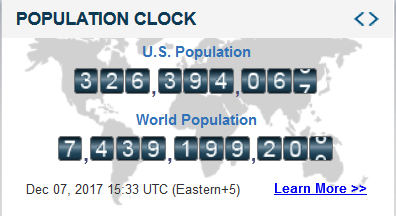 POPULATION CLOCK
U.S. Population
326,394,06
World Population
7,439,199,20
Dec 07, 2017 15:33 UTC (Eastern+5)
Learn More >>